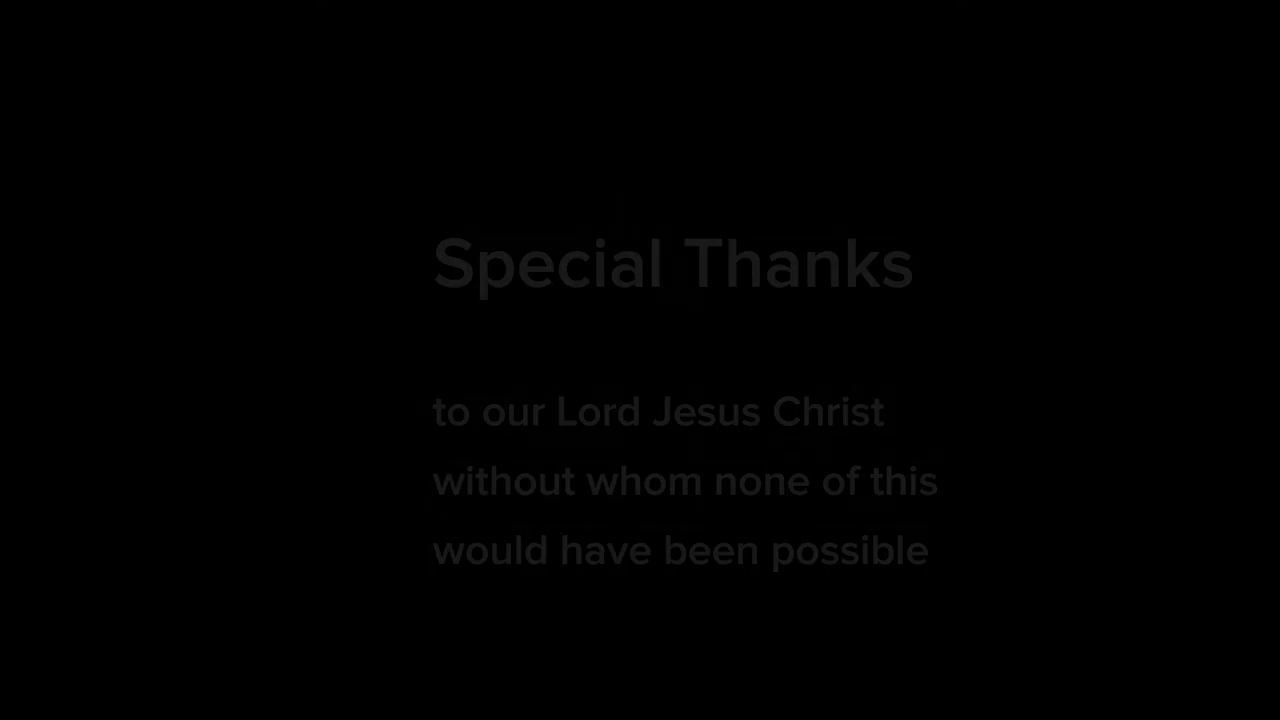 Special Thanks
to our Lord Jesus Christ
without whom none of this
would have been possible